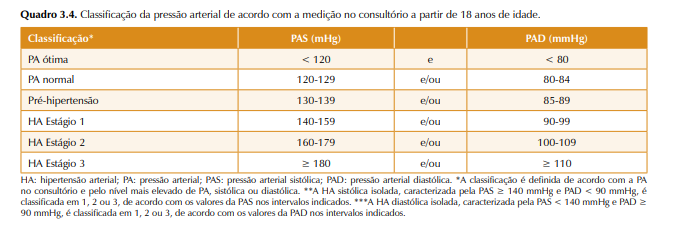 Quadro 3.4. Classificação da pressão arterial de acordo com a medição no consultório a partir de 18 anos de idade.
Classificação* PAS (mHg) PAD (mmHg)
PA ótima < 120 e < 80
PA normal 120-129 e/ou 80-84
Pré-hipertensão 130-139 e/ou 85-89
HA Estágio 1 140-159 e/ou 90-99
HA Estágio 2 160-179 e/ou 100-109
HA Estágio 3 ≥ 180 e/ou ≥ 110
HA: hipertensão arterial; PA: pressão arterial; PAS: pressão arterial sistólica; PAD: pressão arterial diastólica. *A classificação é definida de acordo com a PA
no consultório e pelo nível mais elevado de PA, sistólica ou diastólica. **A HA sistólica isolada, caracterizada pela PAS ≥ 140 mmHg e PAD < 90 mmHg, é
classificada em 1, 2 ou 3, de acordo com os valores da PAS nos intervalos indicados. ***A HA diastólica isolada, caracterizada pela PAS < 140 mmHg e PAD ≥
90 mmHg, é classificada em 1, 2 ou 3, de acordo com os valores da PAD nos intervalos indicados.